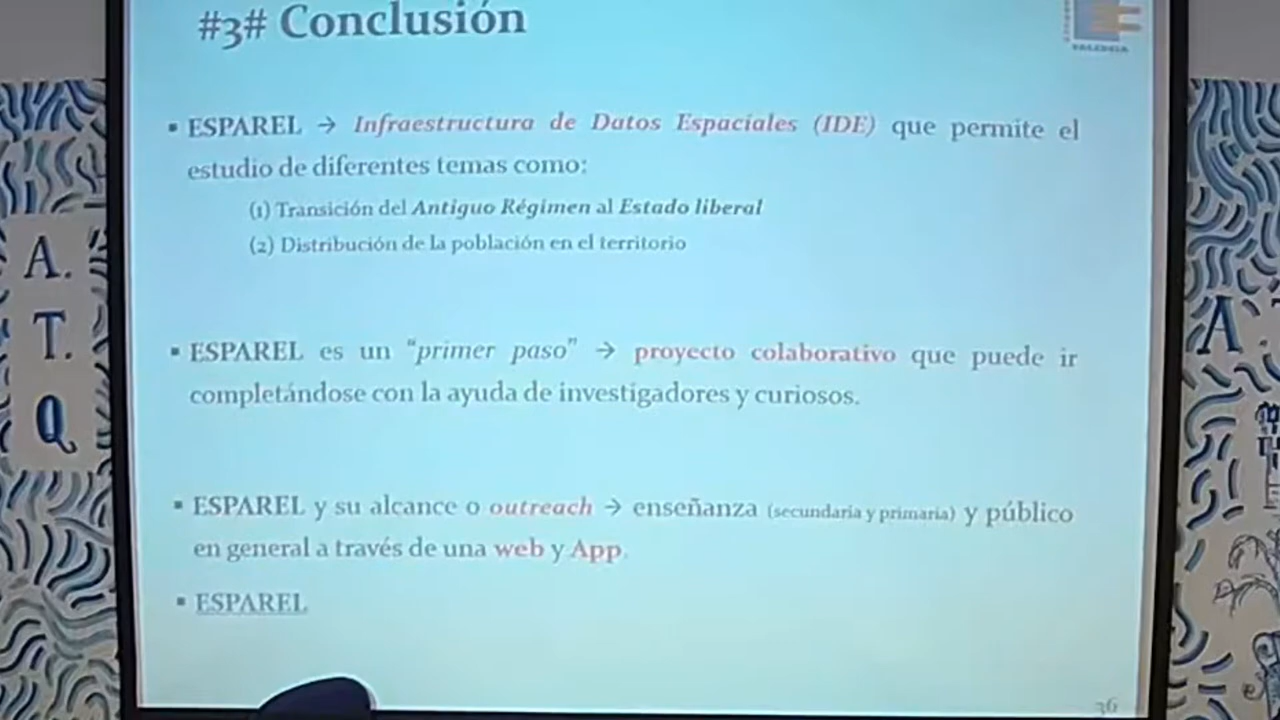 #3# Conclusión
VALENCIA
▪ ESPAREL → Infraestructura de Datos Espaciales (IDE) que permite el
estudio de diferentes temas como:
(1) Transición del Antiguo Régimen al Estado liberal
(2) Distribución de la población en el territorio
▪ ESPAREL es un “primer paso” → proyecto colaborativo que puede ir
completándose con la ayuda de investigadores y curiosos.
▪ ESPAREL y su alcance o outreach → enseñanza (secundaria y primaria) y público
en general a través de una web y App.
▪ ESPAREL
36
A.
T.
Q
A.